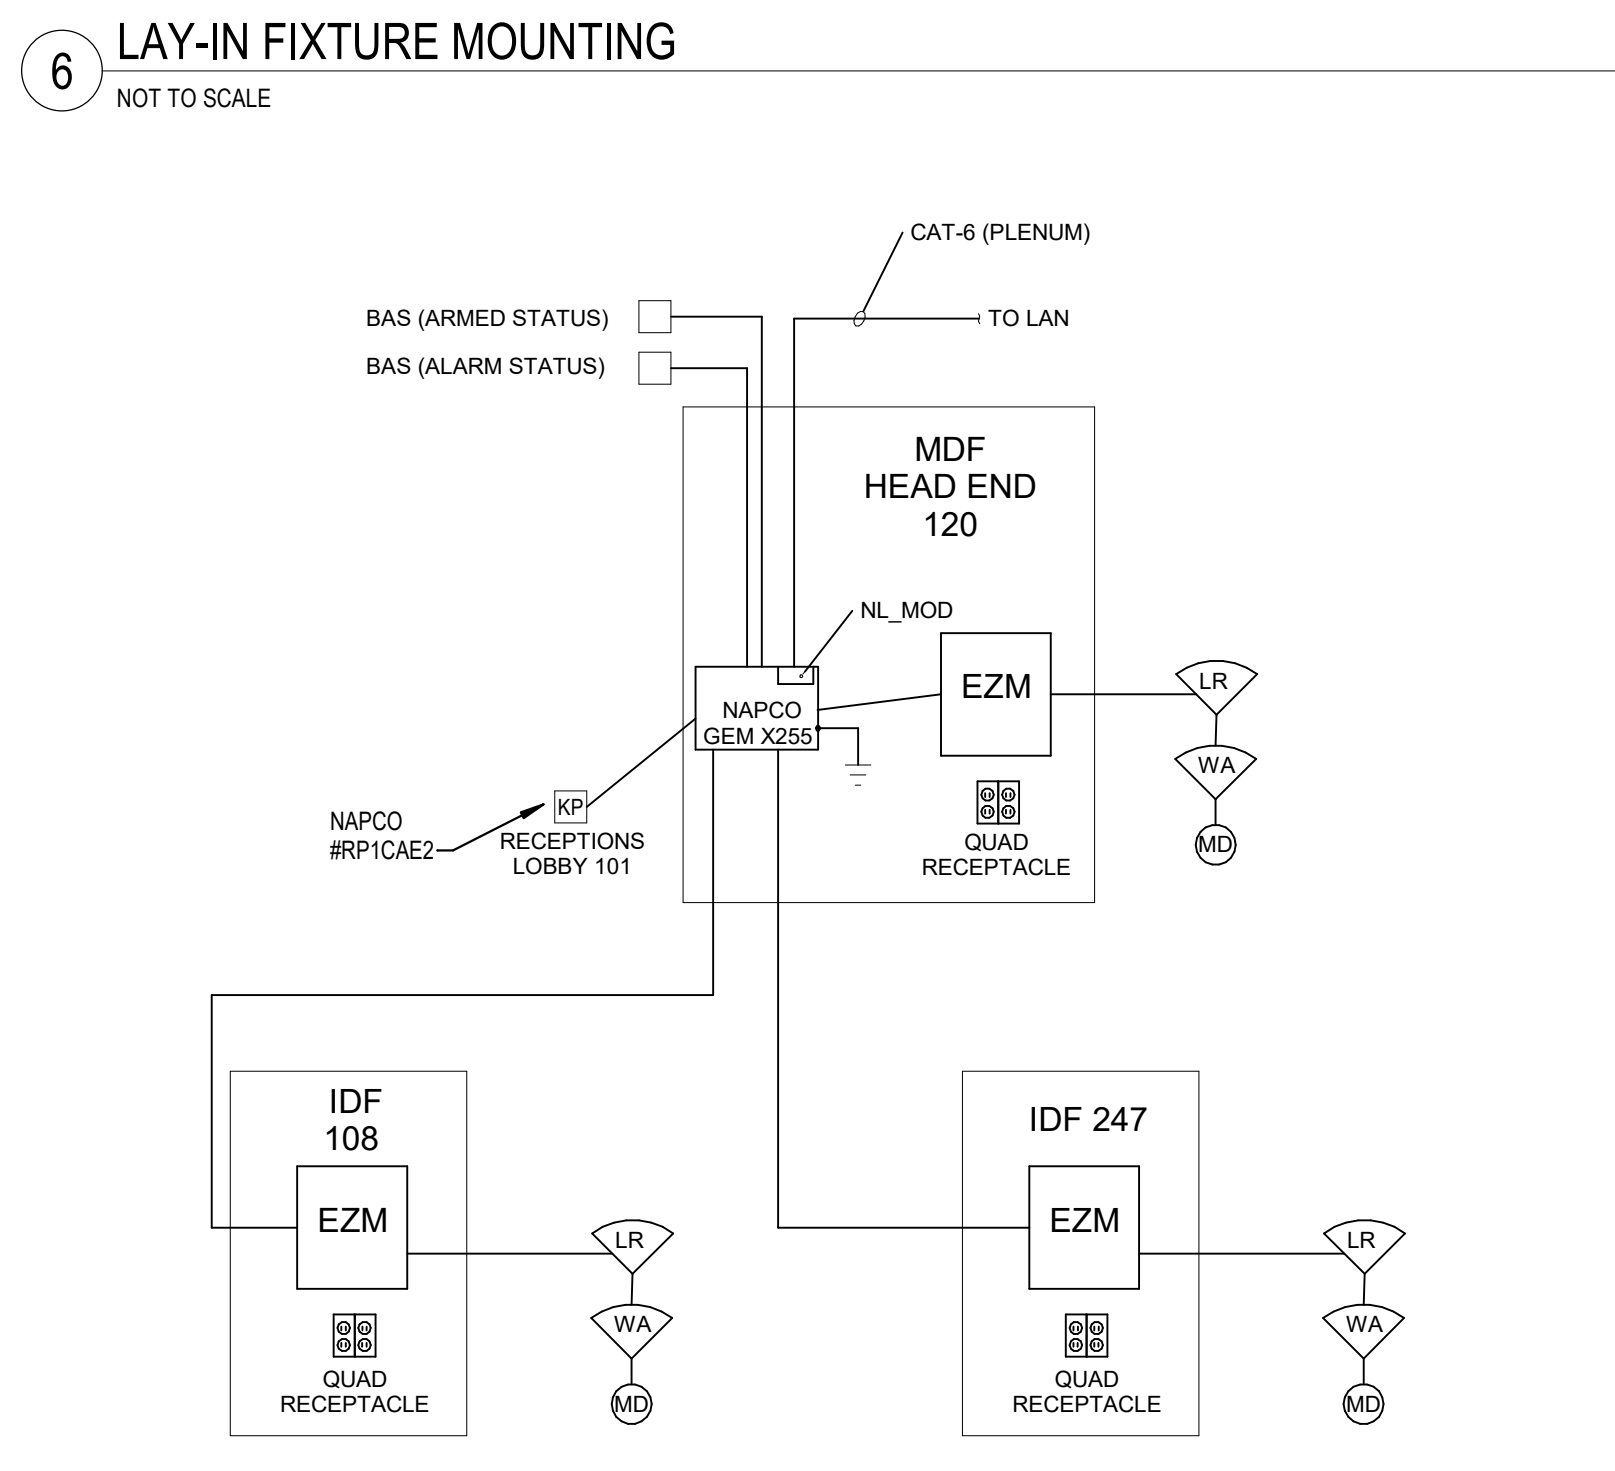 6
LAY-IN FIXTURE MOUNTING
NOT TO SCALE
CAT-6 (PLENUM)
BAS (ARMED STATUS)
TO LAN
BAS (ALARM STATUS)
MDF
HEAD END
120
NL_MOD
EZM
LR
NAPCO
GEM X255
WA
KP
NAPCO
#RP1CAE2
RECEPTIONS
LOBBY 101
QUAD
RECEPTACLE
MD
IDF
108
EZM
LR
WA
QUAD
RECEPTACLE
MD
IDF 247
EZM
LR
WA
QUAD
RECEPTACLE
MD